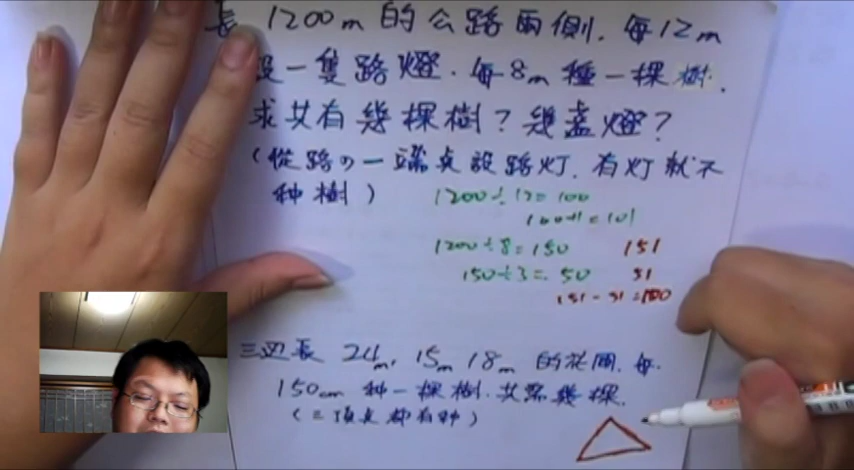 長 1200m 的公路兩側. 每12m
設一隻路燈. 每8m 種一棵樹.
求共有幾棵樹? 幾盞燈?
(從路の一端点設路灯. 有灯就不
种樹)
1200÷12= 100
100+1 = 101
1200÷8=150 151
150÷3= 50 51
151-51=100
三边長 24m, 15m 18m 的花圃. 每
150cm 种一棵樹. 共需幾棵.
(三頂点都有种)